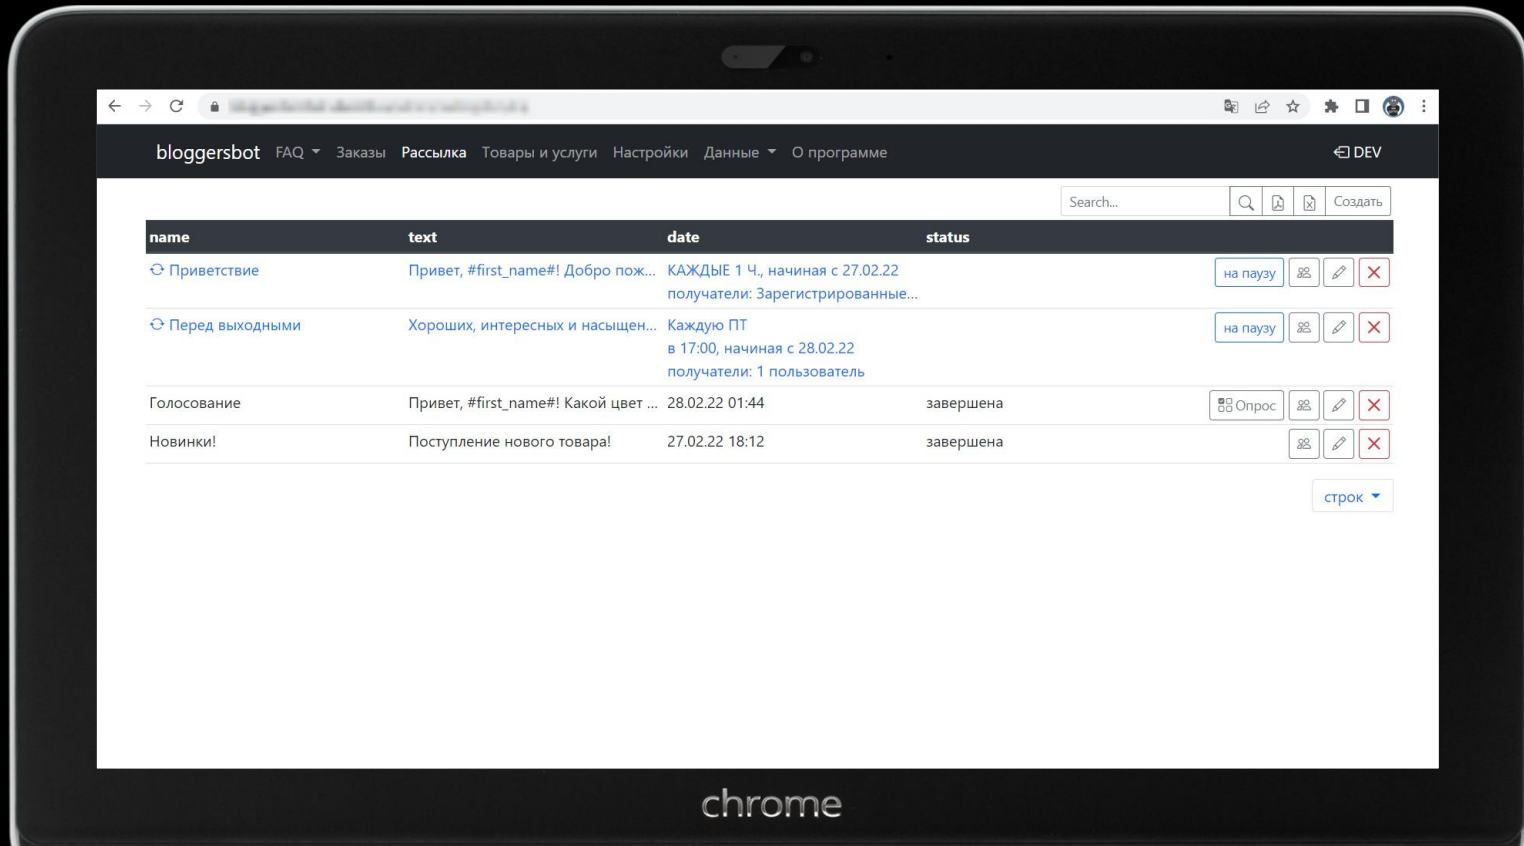 bloggersbot FAQ Заказы Рассылка Товары и услуги Настройки Данные О программе DEV
Search... Создать
name text date status
Приветствие Привет, #first_name#! Добро пож... КАЖДЫЕ 1 Ч., начиная с 27.02.22 на паузу
получатели: Зарегистрированные...
Перед выходными Хороших, интересных и насыщен... Каждую ПТ на паузу
в 17:00, начиная с 28.02.22
получатели: 1 пользователь
Голосование Привет, #first_name#! Какой цвет ... 28.02.22 01:44 завершена Опрос
Новинки! Поступление нового товара! 27.02.22 18:12 завершена
строк
chrome